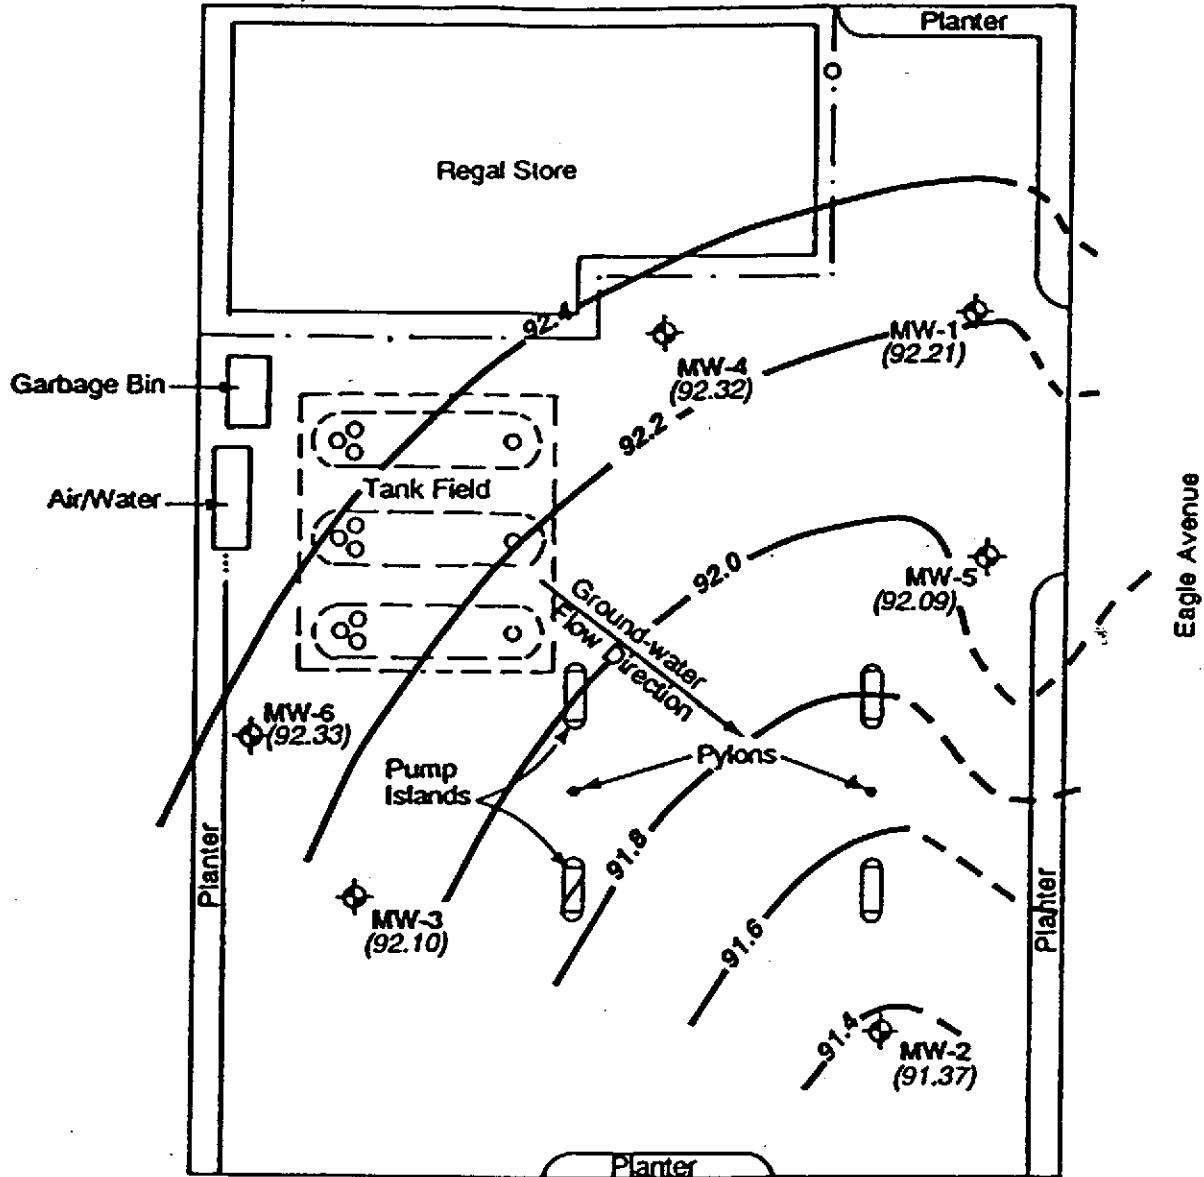 Planter
Regal Store
92.4
MW-1
(92.21)
MW-4
(92.32)
Garbage Bin
92.2
Air/Water
Tank Field
Eagle Avenue
92.0
MW-5
(92.09)
Ground-water
Flow Direction
MW-6
(92.33)
Pylons
Pump
Islands
91.8
Planter
MW-3
(92.10)
91.6
Planter
91.4
MW-2
(91.37)
Planter